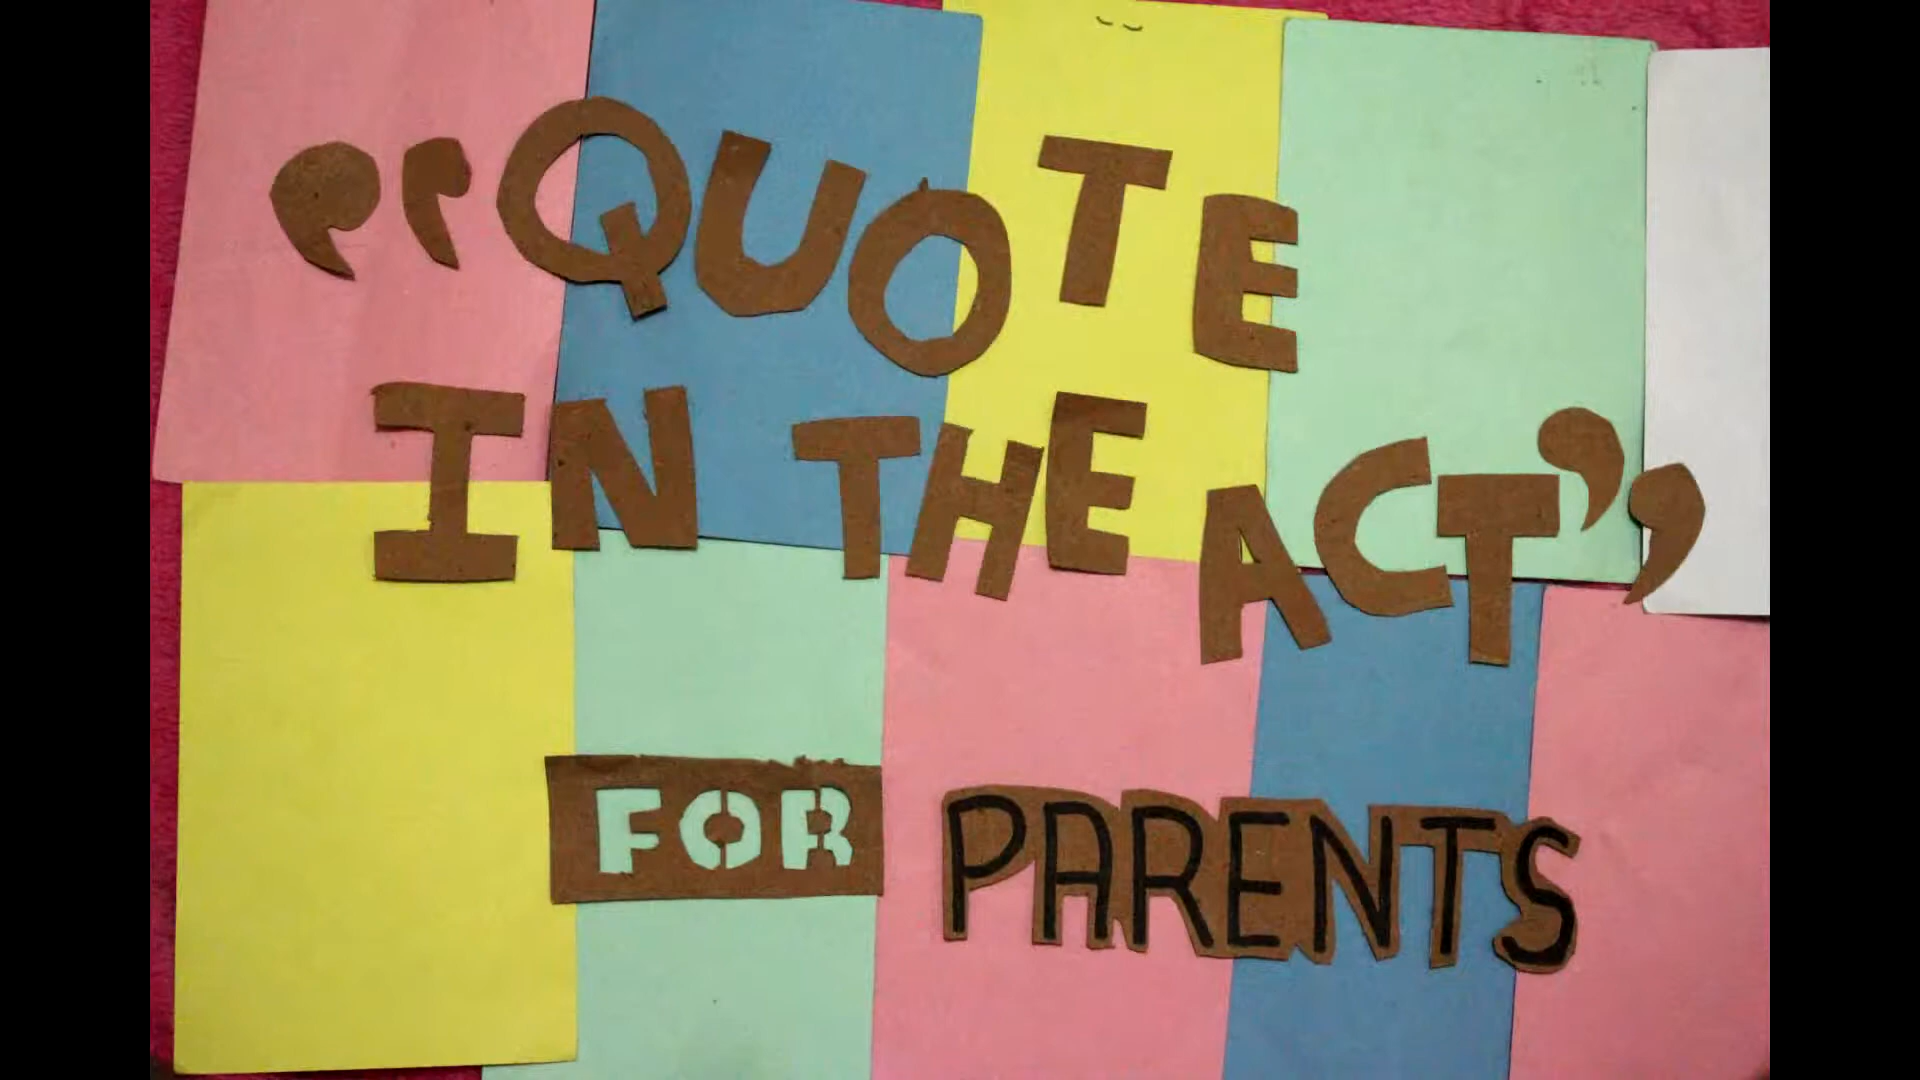 “QUOTE
IN THE ACT”
FOR PARENTS